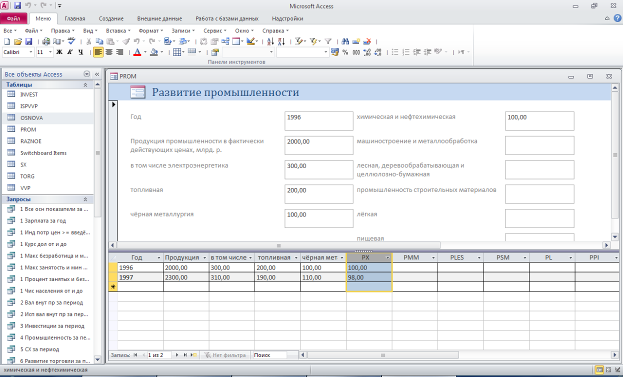 Microsoft Access
Файл Меню Главная Создание Внешние данные Работа с базами данных Надстройки
Все Файл Правка Вид Вставка Формат Записи Сервис Окно Справка
Calibri 11 Ж К Ч
Панели инструментов
Все объекты Access
Таблицы
INVEST
ISPVVP
OSNOVA
PROM
RAZNOE
Switchboard Items
SX
TORG
VVP
Запросы
1 Все осн показатели за ...
1 Зарплата за год
1 Инд потр цен >= введе...
1 Курс дол от и до
1 Макс безработица и м...
1 Макс занятость и мин ...
1 Процент занятых и без...
1 Чис населения от и до
2 Вал внут пр за период
2 Исп вал внут пр за пер...
3 Инвестиции за период
4 Промышленность за пе...
5 СХ за период
6 Развитие торговли за п...
PROM
Развитие промышленности
Год 1996 химическая и нефтехимическая 100,00
Продукция промышленности в фактически действующих ценах, млрд. р. 2000,00 машиностроение и металлообработка
в том числе электроэнергетика 300,00 лесная, деревообрабатывающая и целлюлозно-бумажная
топливная 200,00 промышленность строительных материалов
чёрная металлургия 100,00 лёгкая
пищевая
Год Продукция в том числе топливная чёрная мет PX PMM PLES PSM PL PPI
1996 2000,00 300,00 200,00 100,00 100,00
1997 2300,00 310,00 190,00 110,00 98,00
Запись: 1 из 2 Нет фильтра Поиск
химическая и нефтехимическая